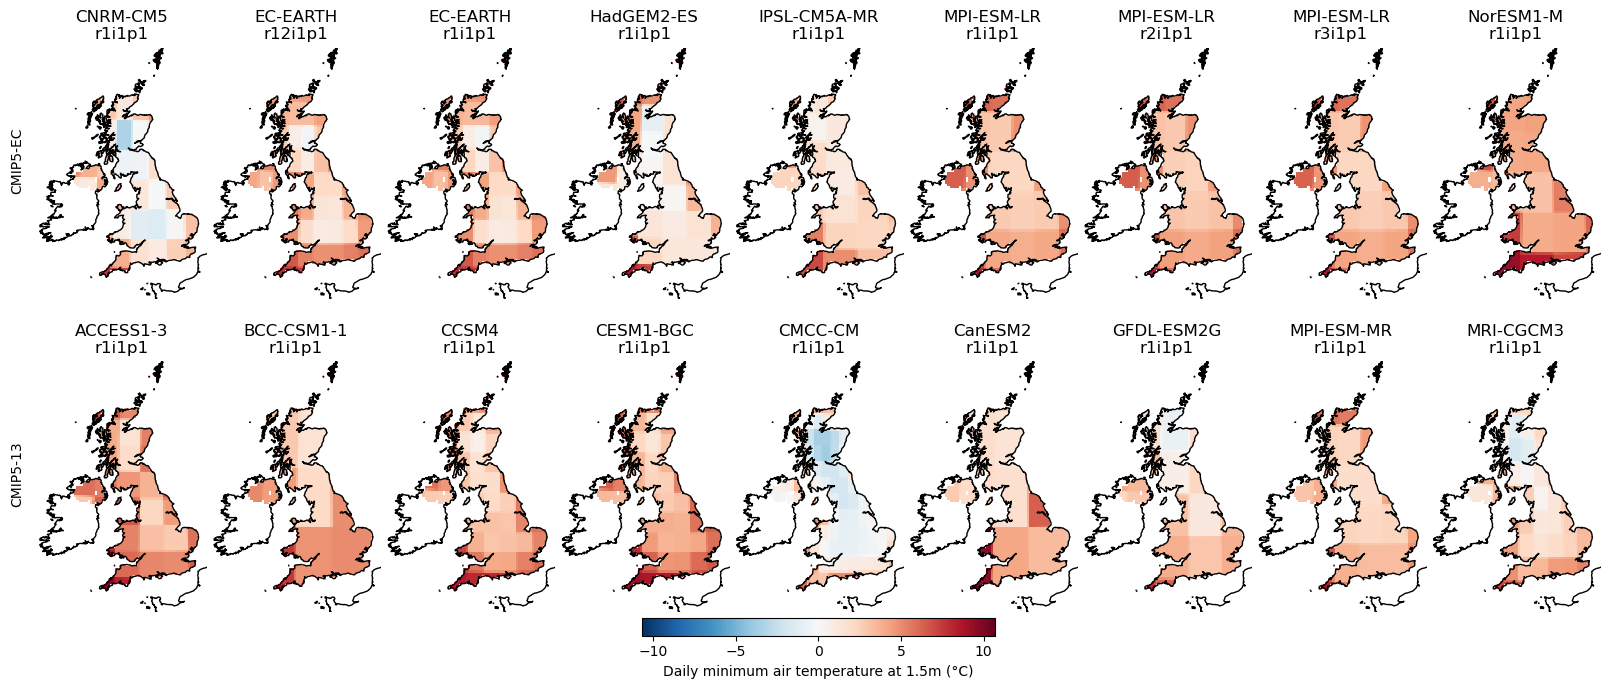 CNRM-CM5
r1i1p1
EC-EARTH
r12i1p1
EC-EARTH
r1i1p1
HadGEM2-ES
r1i1p1
IPSL-CM5A-MR
r1i1p1
MPI-ESM-LR
r1i1p1
MPI-ESM-LR
r2i1p1
MPI-ESM-LR
r3i1p1
NorESM1-M
r1i1p1
CMIP5-EC
ACCESS1-3
r1i1p1
BCC-CSM1-1
r1i1p1
CCSM4
r1i1p1
CESM1-BGC
r1i1p1
CMCC-CM
r1i1p1
CanESM2
r1i1p1
GFDL-ESM2G
r1i1p1
MPI-ESM-MR
r1i1p1
MRI-CGCM3
r1i1p1
CMIP5-13
−10 −5 0 5 10
Daily minimum air temperature at 1.5m (°C)